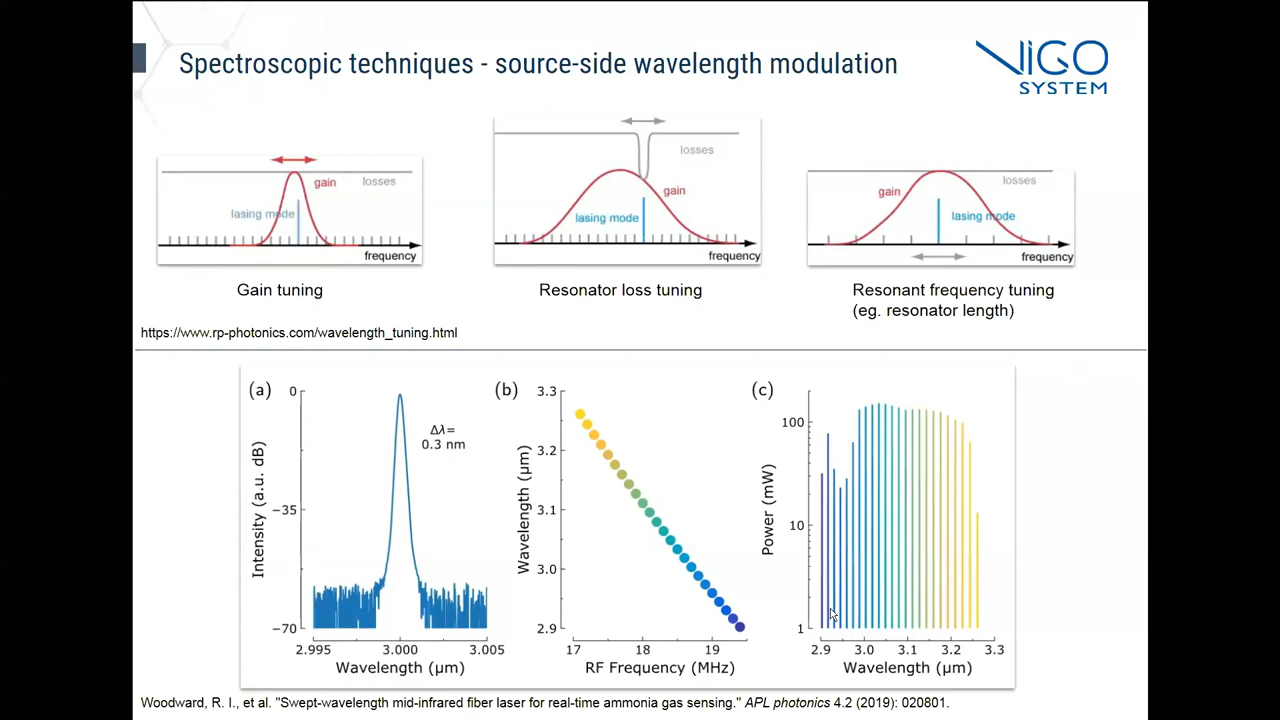 Spectroscopic techniques - source-side wavelength modulation
VIGO
SYSTEM
gain
losses
lasing mode
frequency
Gain tuning
losses
gain
lasing mode
frequency
Resonator loss tuning
gain
losses
lasing mode
frequency
Resonant frequency tuning
(eg. resonator length)
https://www.rp-photonics.com/wavelength_tuning.html
(a)
0
−35
−70
Intensity (a.u. dB)
Δλ=
0.3 nm
2.995
3.000
3.005
Wavelength (μm)
(b)
3.3
3.2
3.1
3.0
2.9
Wavelength (μm)
17
18
19
RF Frequency (MHz)
(c)
100
10
1
Power (mW)
2.9
3.0
3.1
3.2
3.3
Wavelength (μm)
Woodward, R. I., et al. "Swept-wavelength mid-infrared fiber laser for real-time ammonia gas sensing." APL photonics 4.2 (2019): 020801.